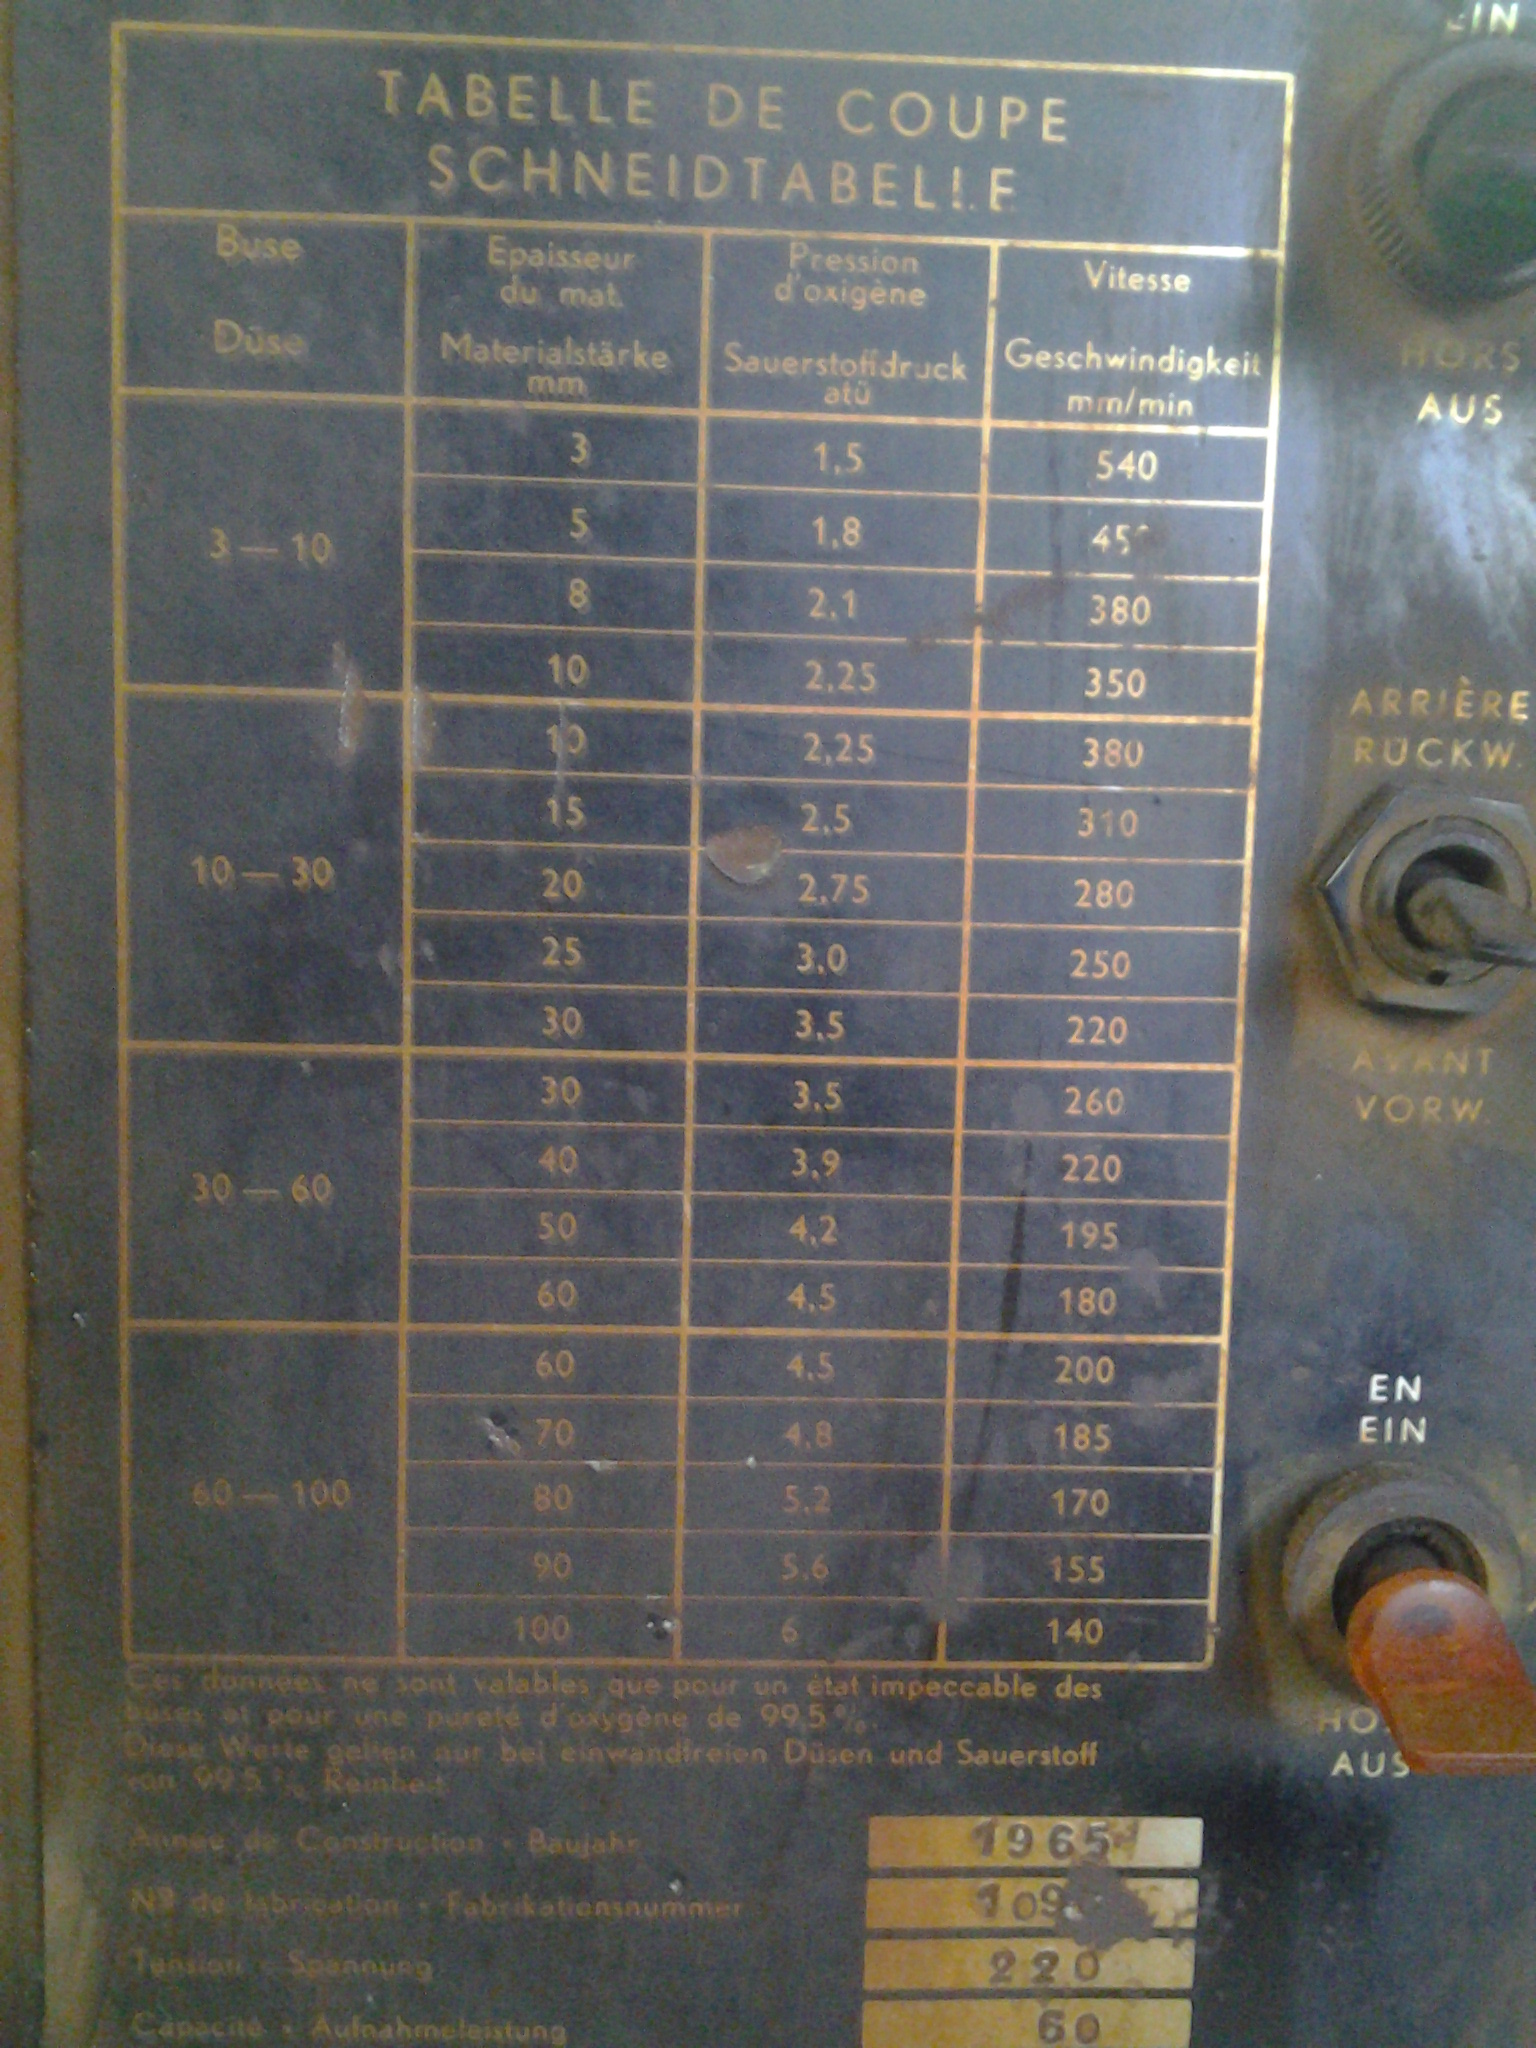 TABELLE DE COUPE
SCHNEIDTABELLE
Buse Epaisseur du mat. Pression d'oxigène Vitesse
Düse Materialstärke mm Sauerstoffdruck atü Geschwindigkeit mm/min
3 — 10
3 1,5 540
5 1,8
8 2,1 380
10 2,25 350
10 — 30
10 2,25 380
15 2,5 310
20 2,75 280
25 3,0 250
30 3,5 220
30 — 60
30 3,5 260
40 3,9 220
50 4,2 195
60 4,5 180
60 — 100
60 4,5 200
70 4,8 185
80 5,2 170
90 5,6 155
100 6 140
Ces données ne sont valables que pour un état impeccable des
buses et pour une pureté d'oxygène de 99,5 %.
Diese Werte gelten nur bei einwandfreien Düsen und Sauerstoff
von 99,5 % Reinheit
Année de Construction - Baujahr 1965
Nº de fabrication - Fabrikationsnummer
Tension - Spannung 220
Capacité - Aufnahmeleistung 60
EIN
HORS
AUS
ARRIÈRE
RÜCKW.
AVANT
VORW.
EN
EIN
AUS